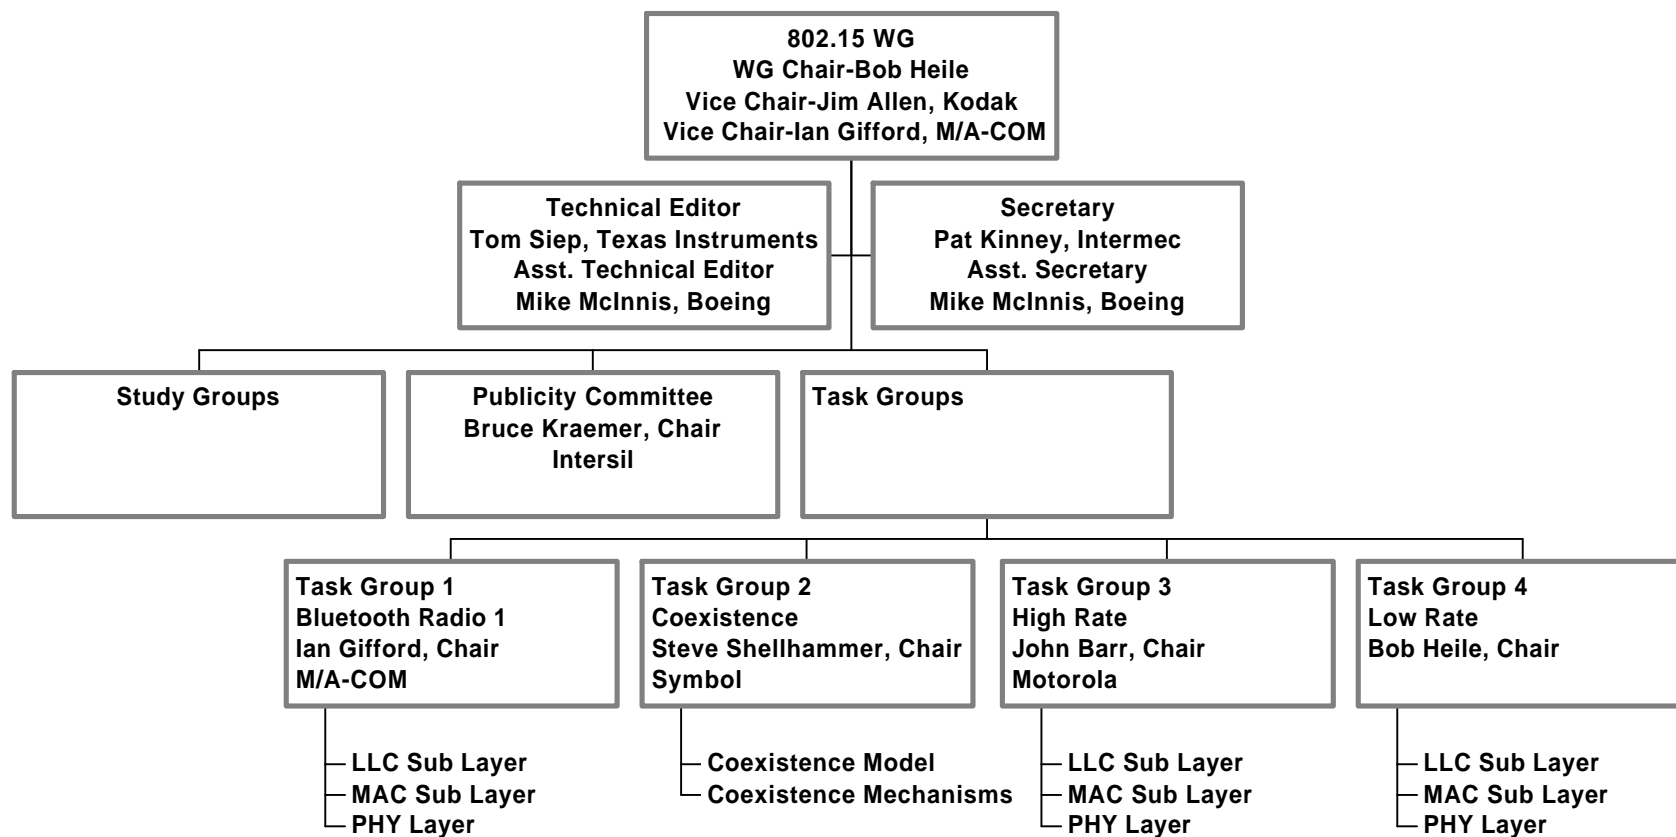 802.15 WG
WG Chair-Bob Heile
Vice Chair-Jim Allen, Kodak
Vice Chair-Ian Gifford, M/A-COM
Technical Editor
Tom Siep, Texas Instruments
Asst. Technical Editor
Mike McInnis, Boeing
Secretary
Pat Kinney, Intermec
Asst. Secretary
Mike McInnis, Boeing
Study Groups
Publicity Committee
Bruce Kraemer, Chair
Intersil
Task Groups
Task Group 1
Bluetooth Radio 1
Ian Gifford, Chair
M/A-COM
LLC Sub Layer
MAC Sub Layer
PHY Layer
Task Group 2
Coexistence
Steve Shellhammer, Chair
Symbol
Coexistence Model
Coexistence Mechanisms
Task Group 3
High Rate
John Barr, Chair
Motorola
LLC Sub Layer
MAC Sub Layer
PHY Layer
Task Group 4
Low Rate
Bob Heile, Chair
LLC Sub Layer
MAC Sub Layer
PHY Layer